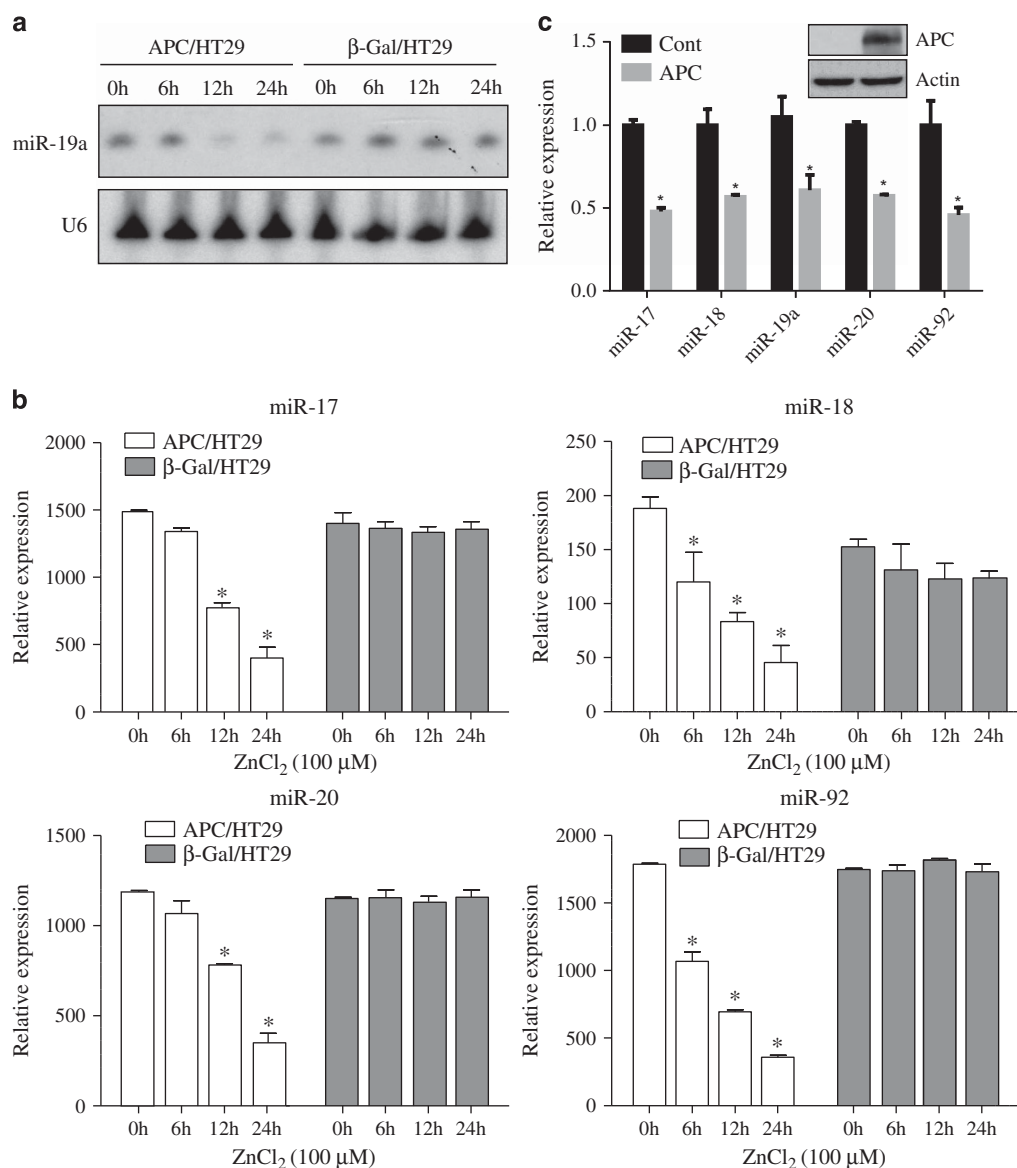 a
APC/HT29 β-Gal/HT29
0h 6h 12h 24h 0h 6h 12h 24h
miR-19a
U6
c
Cont
APC
APC
Actin
Relative expression
1.5
1.0
0.5
0.0
* * * * *
miR-17 miR-18 miR-19a miR-20 miR-92
b
miR-17
APC/HT29
β-Gal/HT29
Relative expression
2000
1500
1000
500
0
* *
0h 6h 12h 24h 0h 6h 12h 24h
ZnCl₂ (100 μM)
miR-18
APC/HT29
β-Gal/HT29
Relative expression
250
200
150
100
50
0
* * *
0h 6h 12h 24h 0h 6h 12h 24h
ZnCl₂ (100 μM)
miR-20
APC/HT29
β-Gal/HT29
Relative expression
1500
1000
500
0
* *
0h 6h 12h 24h 0h 6h 12h 24h
ZnCl₂ (100 μM)
miR-92
APC/HT29
β-Gal/HT29
Relative expression
2000
1500
1000
500
0
* * *
0h 6h 12h 24h 0h 6h 12h 24h
ZnCl₂ (100 μM)